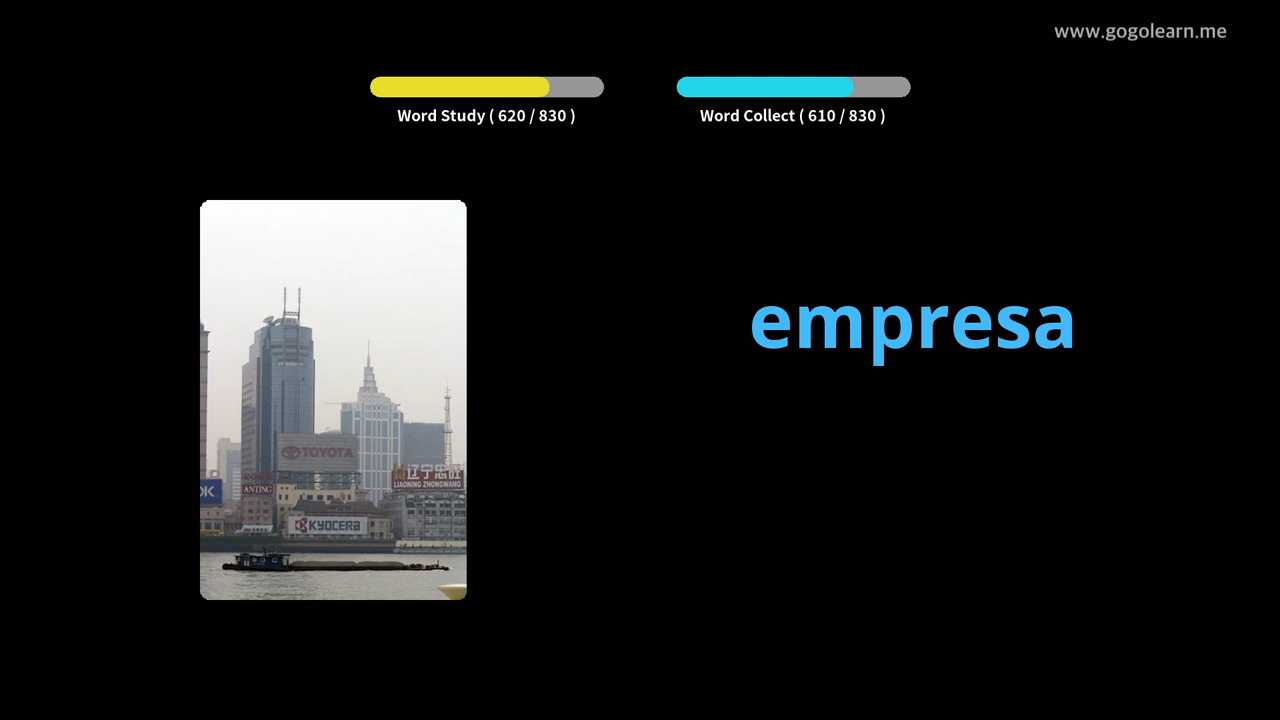 www.gogolearn.me
Word Study ( 620 / 830 )
Word Collect ( 610 / 830 )
empresa
TOYOTA
辽宁忠旺
LIAONING ZHONGWANG
ANTING
KYOCERA